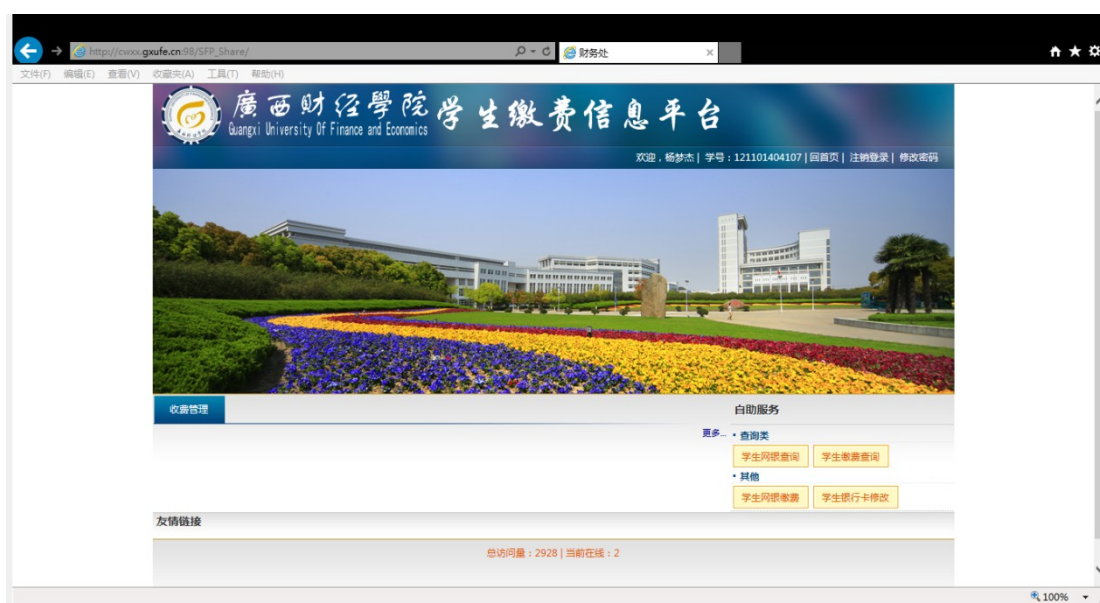 http://cwxx.gxufe.cn:98/SFP_Share/
财务处
文件(F) 编辑(E) 查看(V) 收藏夹(A) 工具(T) 帮助(H)
廣西财经學院学生缴费信息平台
Guangxi University Of Finance and Economics
欢迎，杨梦杰| 学号：121101404107|回首页| 注销登录| 修改密码
收费管理
自助服务
更多...
• 查询类
学生网银查询 学生缴费查询
• 其他
学生网银缴费 学生银行卡修改
友情链接
总访问量：2928|当前在线：2
100%